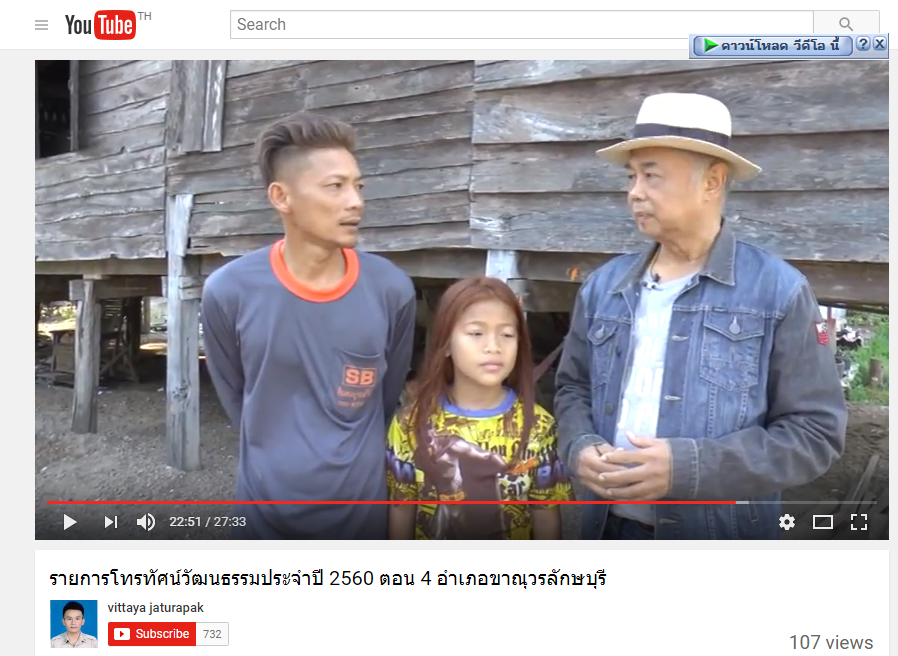 YouTube TH
Search
ดาวน์โหลด วีดีโอ นี้ ? X
SB
22:51 / 27:33
รายการโทรทัศน์วัฒนธรรมประจำปี 2560 ตอน 4 อำเภอขาณุวรลักษบุรี
vittaya jaturapak
Subscribe 732
107 views